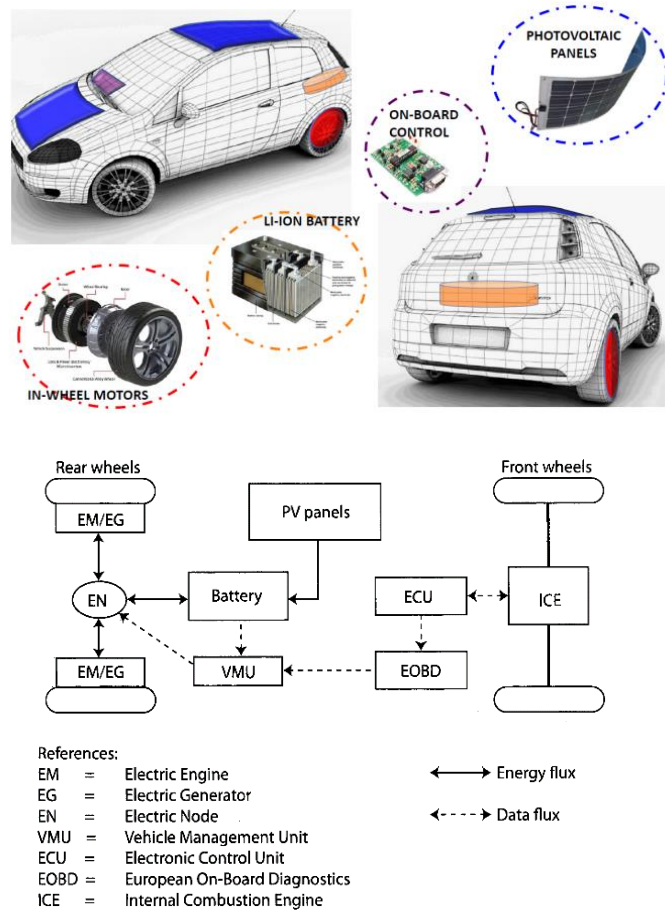 PHOTOVOLTAIC
PANELS
ON-BOARD
CONTROL
LI-ION BATTERY
IN-WHEEL MOTORS
Rear wheels
Front wheels
EM/EG
PV panels
EN
Battery
ECU
ICE
EM/EG
VMU
EOBD
References:
EM = Electric Engine
EG = Electric Generator
EN = Electric Node
VMU = Vehicle Management Unit
ECU = Electronic Control Unit
EOBD = European On-Board Diagnostics
ICE = Internal Combustion Engine
Energy flux
Data flux